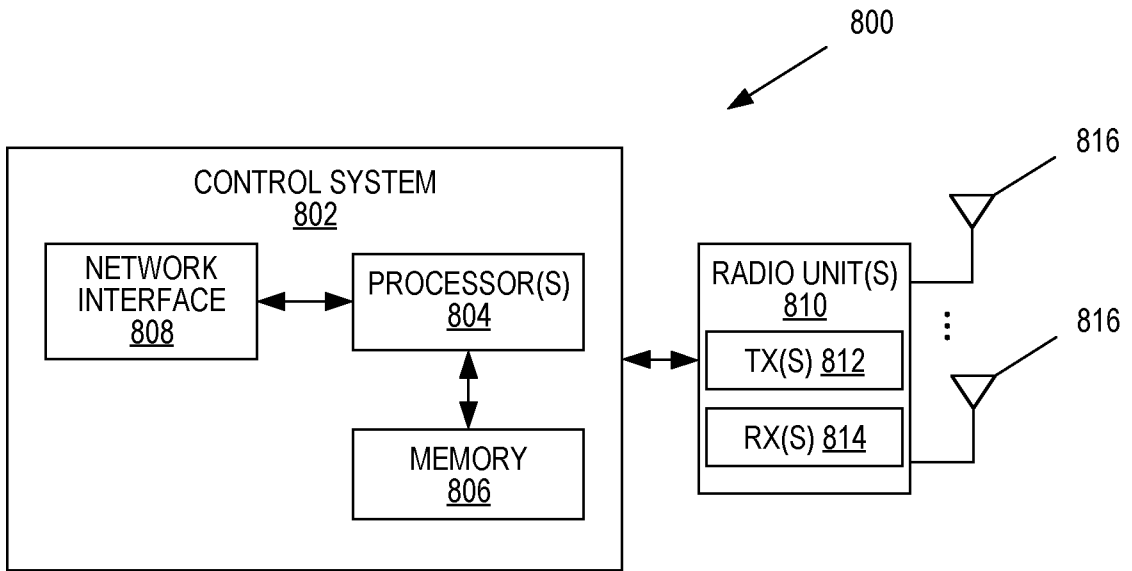 800
816
CONTROL SYSTEM
802
NETWORK
INTERFACE
808
PROCESSOR(S)
804
MEMORY
806
RADIO UNIT(S)
810
TX(S) 812
RX(S) 814
816